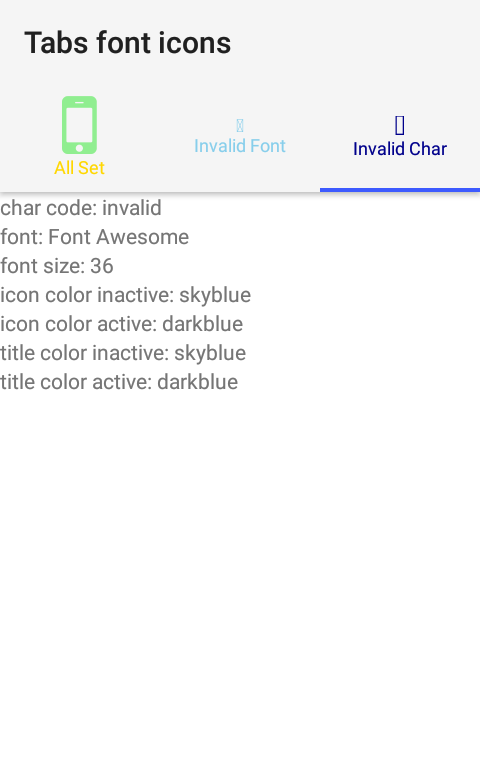 Tabs font icons
All Set
Invalid Font
Invalid Char
char code: invalid
font: Font Awesome
font size: 36
icon color inactive: skyblue
icon color active: darkblue
title color inactive: skyblue
title color active: darkblue